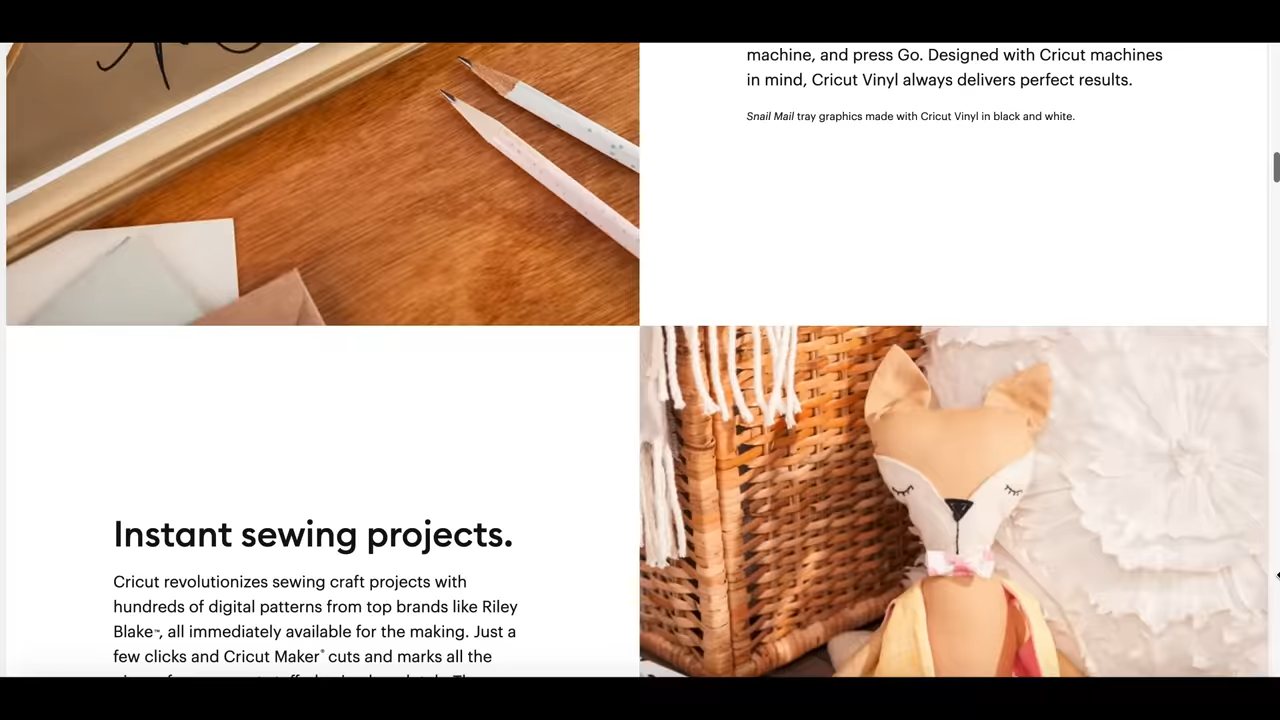 machine, and press Go. Designed with Cricut machines
in mind, Cricut Vinyl always delivers perfect results.
Snail Mail tray graphics made with Cricut Vinyl in black and white.
Instant sewing projects.
Cricut revolutionizes sewing craft projects with
hundreds of digital patterns from top brands like Riley
Blake™, all immediately available for the making. Just a
few clicks and Cricut Maker® cuts and marks all the